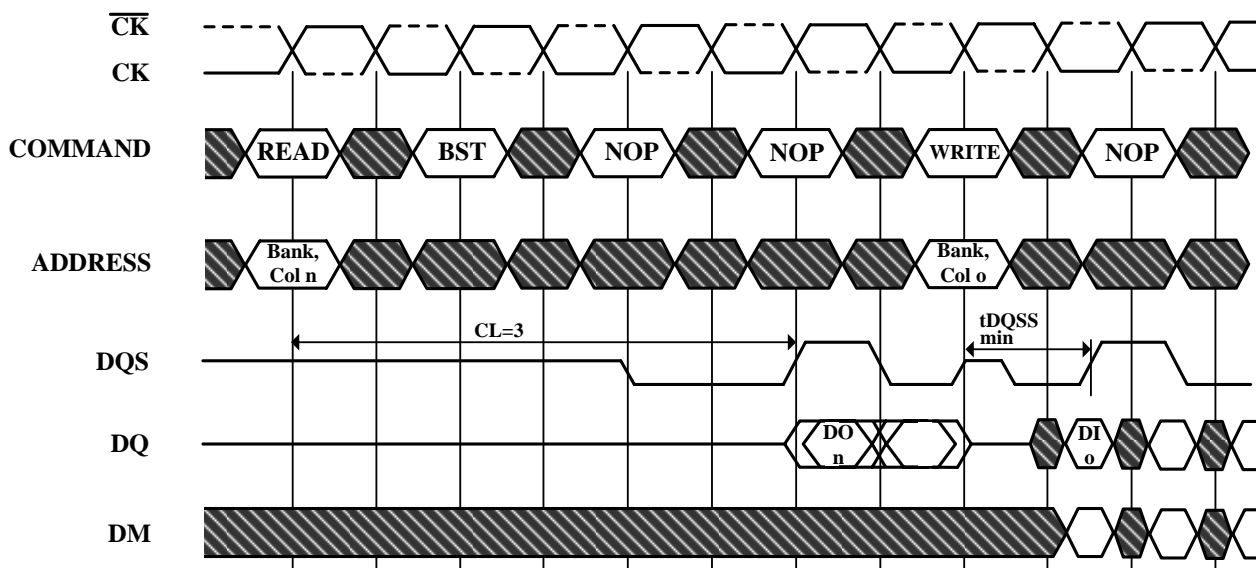 CK
CK
COMMAND READ BST NOP NOP WRITE NOP
ADDRESS Bank, Col n Bank, Col o
CL=3 tDQSS min
DQS
DQ DO n DI o
DM